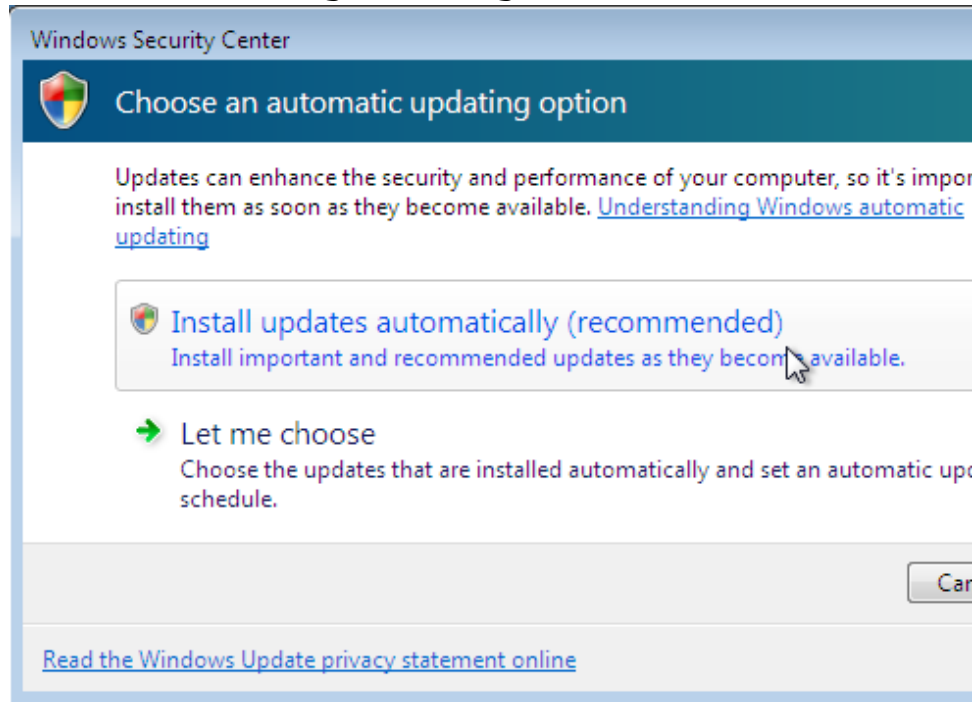 Windows Security Center
Choose an automatic updating option
Updates can enhance the security and performance of your computer, so it's
install them as soon as they become available. Understanding Windows automatic
updating
Install updates automatically (recommended)
Install important and recommended updates as they become available.
Let me choose
Choose the updates that are installed automatically and set an automatic
schedule.
Read the Windows Update privacy statement online